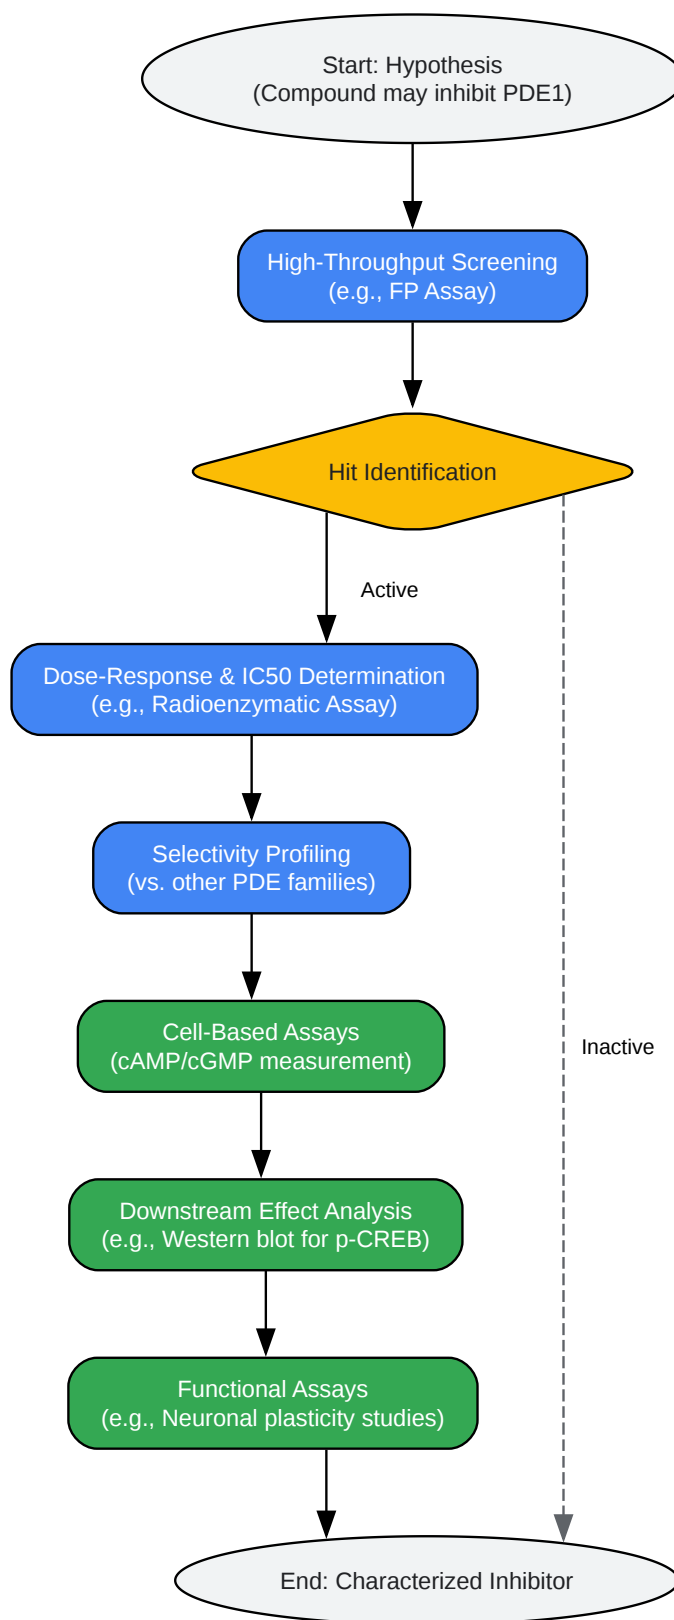 Start: Hypothesis
(Compound may inhibit PDE1)
High-Throughput Screening
(e.g., FP Assay)
Hit Identification
Active
Dose-Response & IC50 Determination
(e.g., Radioenzymatic Assay)
Selectivity Profiling
(vs. other PDE families)
Cell-Based Assays
(cAMP/cGMP measurement)
Inactive
Downstream Effect Analysis
(e.g., Western blot for p-CREB)
Functional Assays
(e.g., Neuronal plasticity studies)
End: Characterized Inhibitor